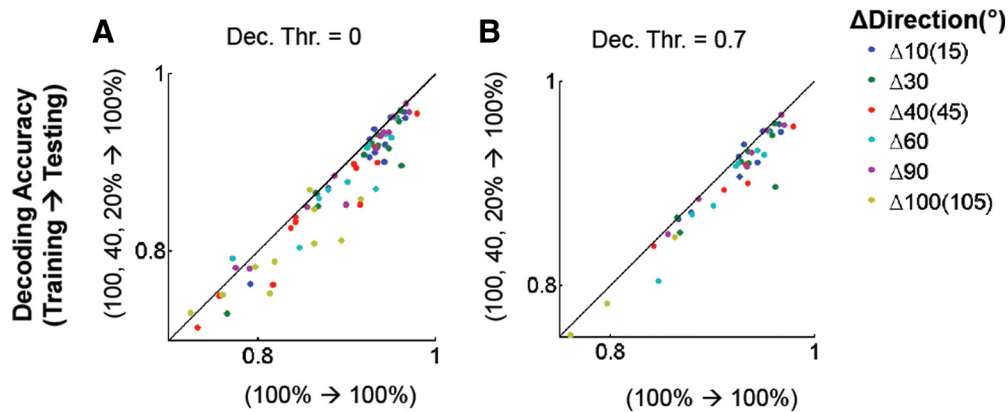 A
Dec. Thr. = 0
B
Dec. Thr. = 0.7
ΔDirection(°)
Δ10(15)
Δ30
Δ40(45)
Δ60
Δ90
Δ100(105)
Decoding Accuracy
(Training → Testing)
(100, 40, 20% → 100%)
1
0.8
0.8
1
(100% → 100%)
(100, 40, 20% → 100%)
1
0.8
0.8
1
(100% → 100%)